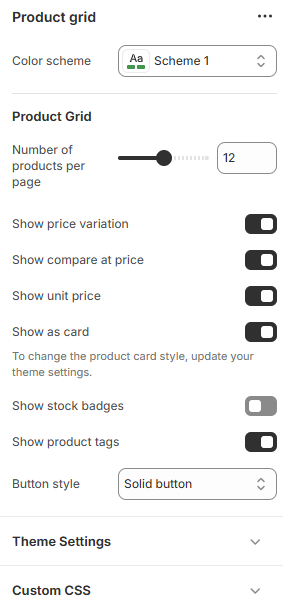 Product grid
Color scheme
Aa
Scheme 1
Product Grid
Number of
products per
page
12
Show price variation
Show compare at price
Show unit price
Show as card
To change the product card style, update your
theme settings.
Show stock badges
Show product tags
Button style
Solid button
Theme Settings
Custom CSS